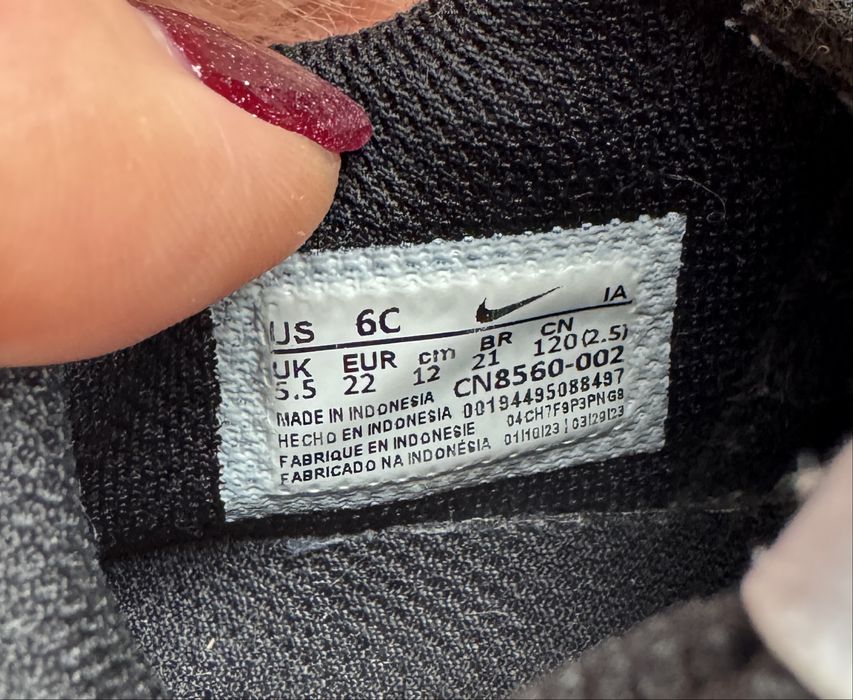 US 6C IA
UK EUR cm BR CN
5.5 22 12 21 120(2.5)
CN8560-002
MADE IN INDONESIA 00194495088497
HECHO EN INDONESIA 04CH7F9P3PNG8
FABRIQUE EN INDONESIE 01/10/23 | 03/29/23
FABRICADO NA INDONÉSIA